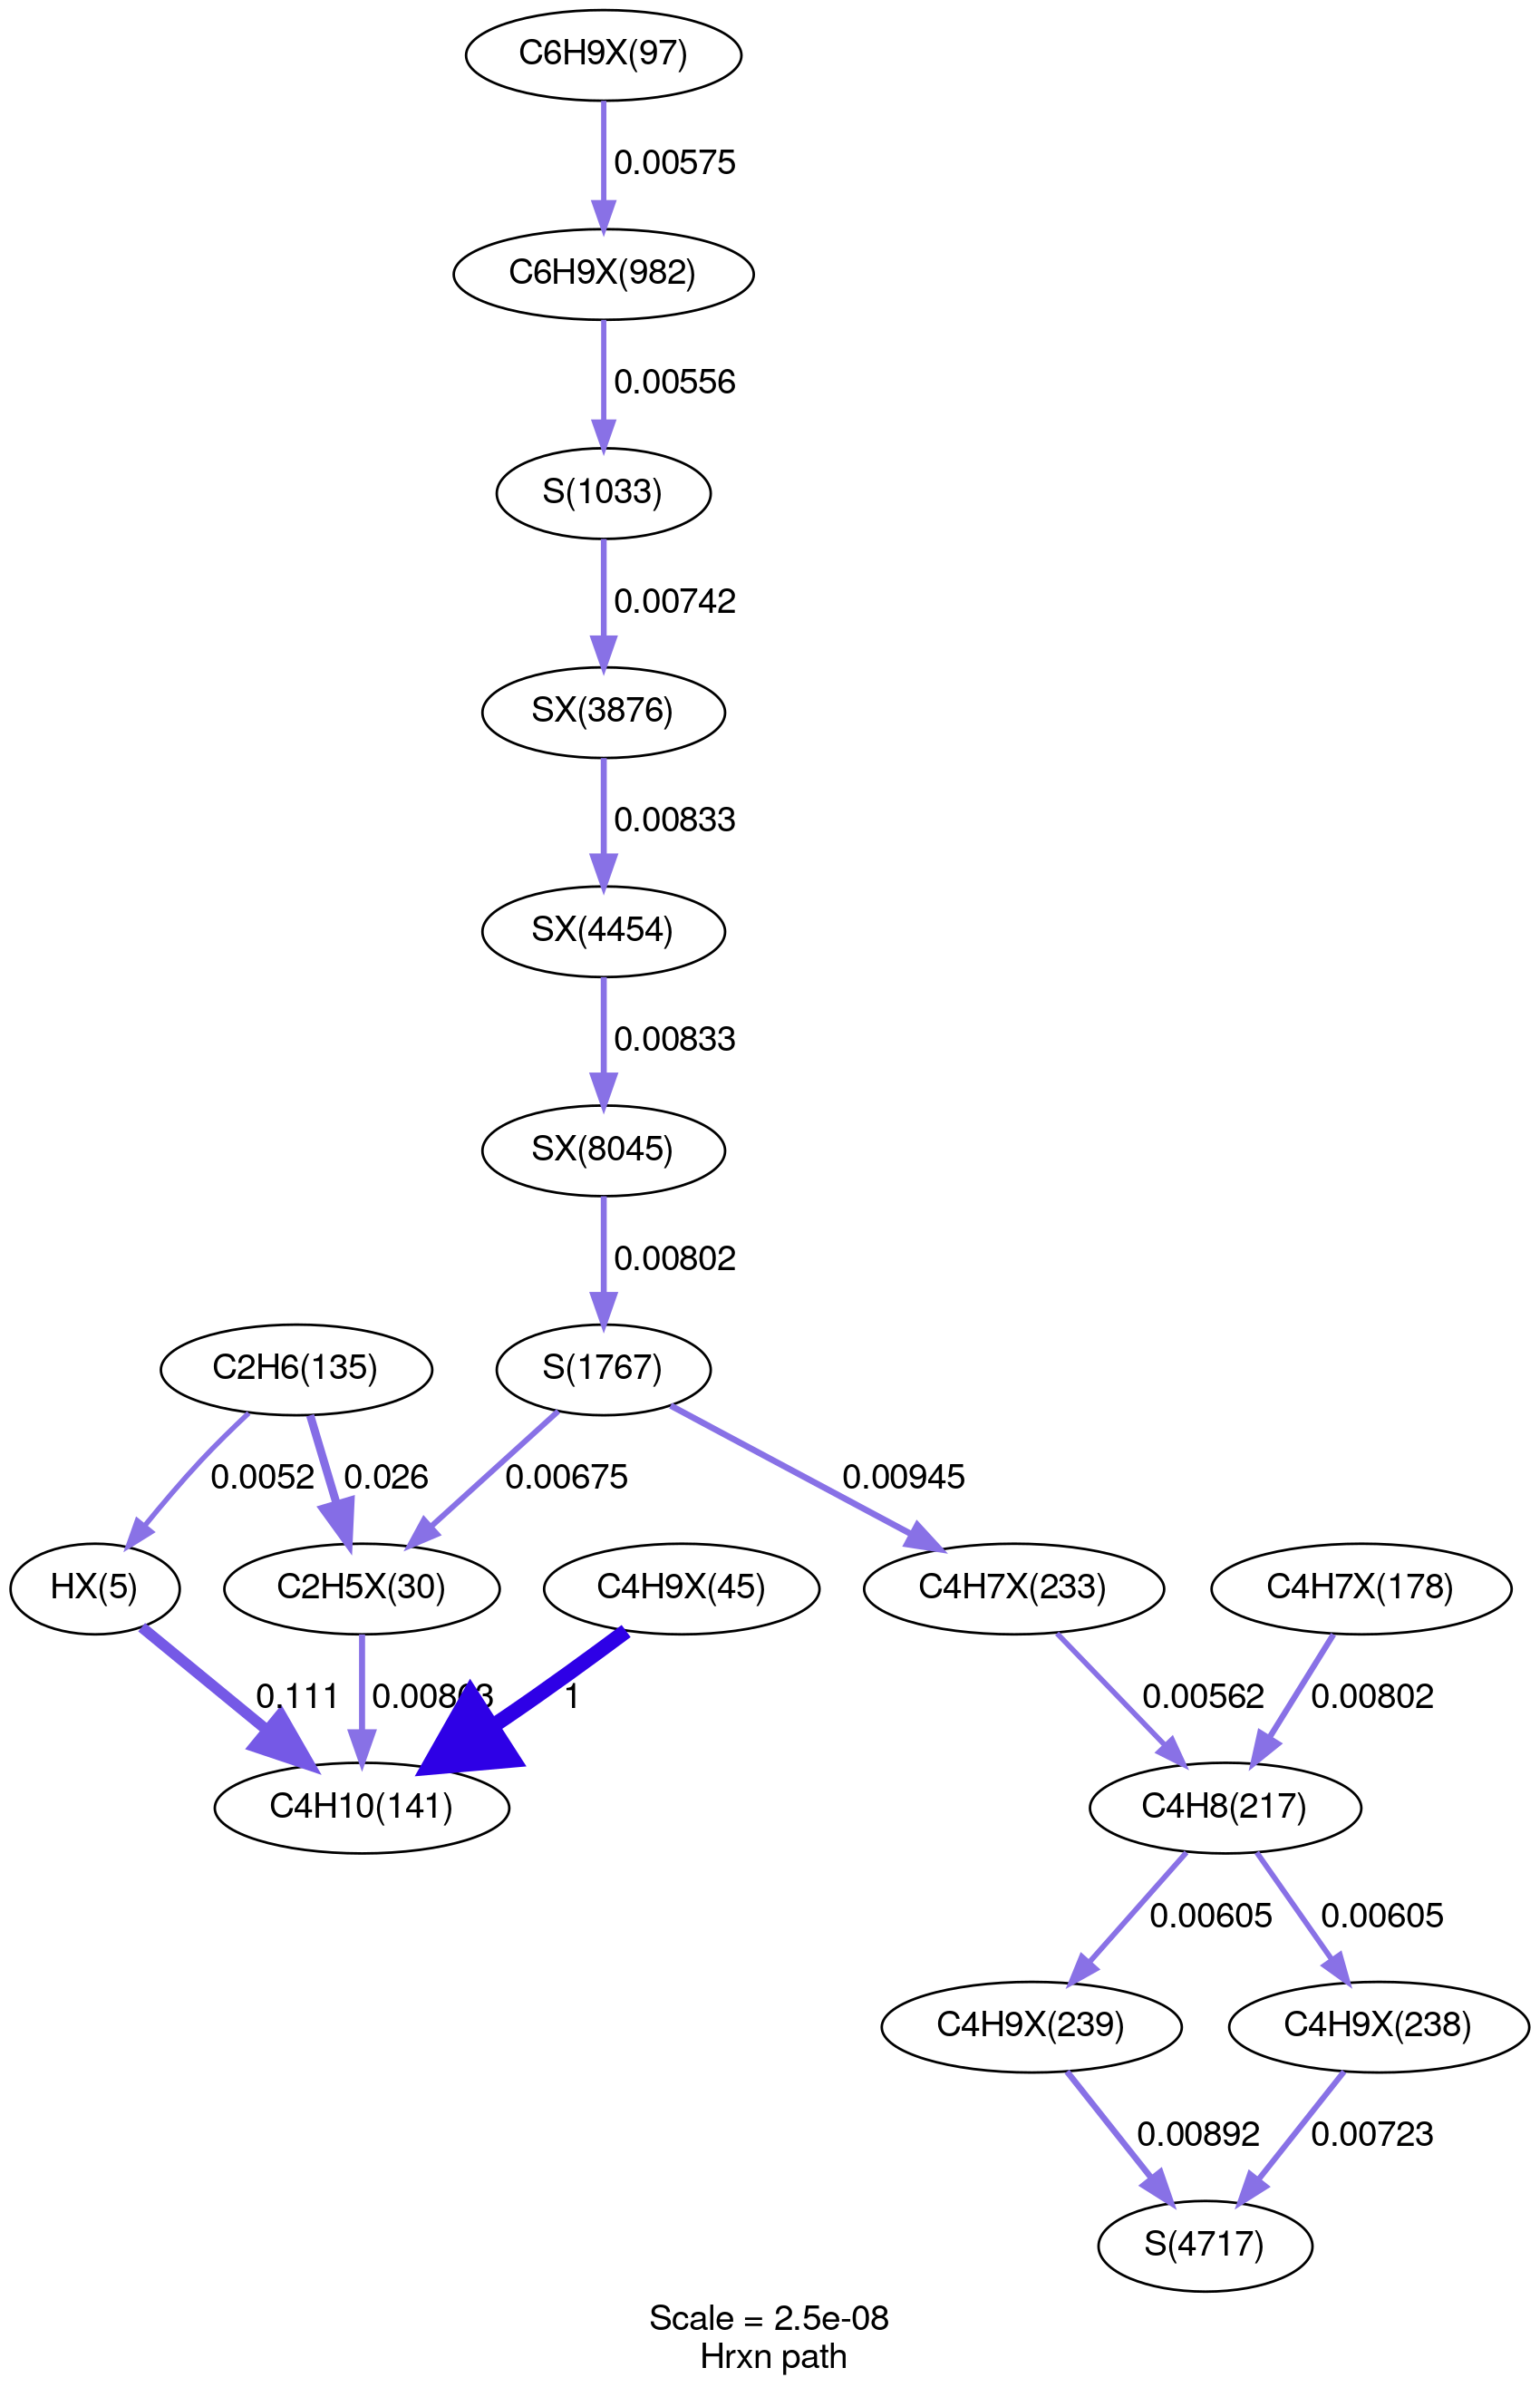 C6H9X(97)
0.00575
C6H9X(982)
0.00556
S(1033)
0.00742
SX(3876)
0.00833
SX(4454)
0.00833
SX(8045)
0.00802
C2H6(135)
S(1767)
0.0052
0.026
0.00675
0.00945
HX(5)
C2H5X(30)
C4H9X(45)
C4H7X(233)
C4H7X(178)
0.111
1
0.00562
0.00802
C4H10(141)
C4H8(217)
0.00605
0.00605
C4H9X(239)
C4H9X(238)
0.00892
0.00723
S(4717)
Scale = 2.5e-08
Hrxn path